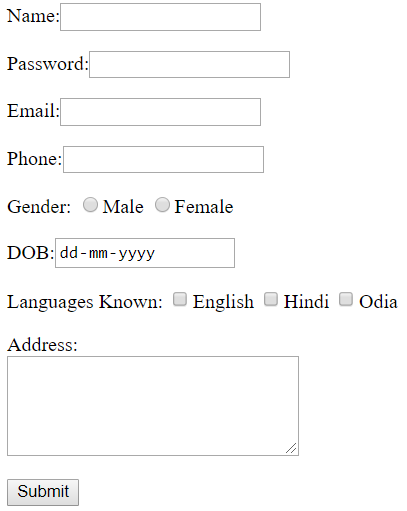 Name:
Password:
Email:
Phone:
Gender: Male Female
DOB: dd-mm-yyyy
Languages Known: English Hindi Odia
Address:
Submit